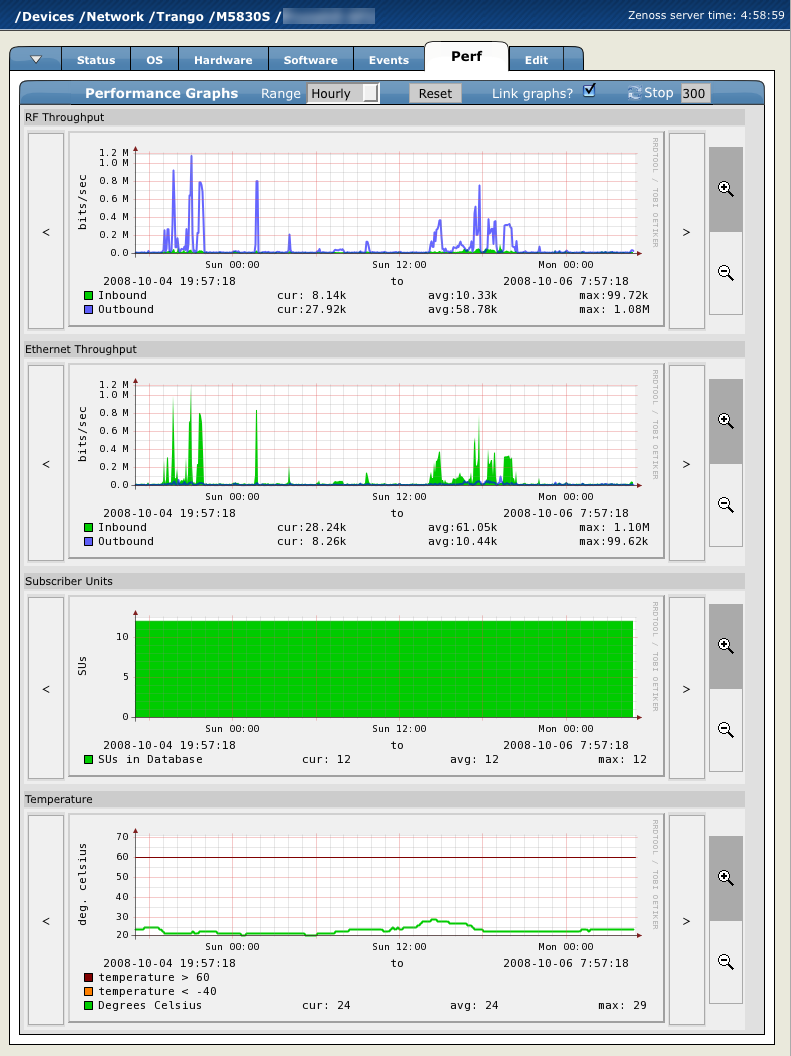 /Devices /Network /Trango /M5830S /
Zenoss server time: 4:58:59
Status OS Hardware Software Events Perf Edit
Performance Graphs Range Hourly Reset Link graphs? Stop 300
RF Throughput
<
>
bits/sec
1.2 M
1.0 M
0.8 M
0.6 M
0.4 M
0.2 M
0.0
RRDTOOL / TOBI OETIKER
Sun 00:00 Sun 12:00 Mon 00:00
2008-10-04 19:57:18 to 2008-10-06 7:57:18
Inbound cur: 8.14k avg:10.33k max:99.72k
Outbound cur:27.92k avg:58.78k max: 1.08M
Ethernet Throughput
<
>
bits/sec
1.2 M
1.0 M
0.8 M
0.6 M
0.4 M
0.2 M
0.0
RRDTOOL / TOBI OETIKER
Sun 00:00 Sun 12:00 Mon 00:00
2008-10-04 19:57:18 to 2008-10-06 7:57:18
Inbound cur:28.24k avg:61.05k max: 1.10M
Outbound cur: 8.26k avg:10.44k max:99.62k
Subscriber Units
<
>
SUs
10
5
0
RRDTOOL / TOBI OETIKER
Sun 00:00 Sun 12:00 Mon 00:00
2008-10-04 19:57:18 to 2008-10-06 7:57:18
SUs in Database cur: 12 avg: 12 max: 12
Temperature
<
>
deg. celsius
70
60
50
40
30
20
RRDTOOL / TOBI OETIKER
Sun 00:00 Sun 12:00 Mon 00:00
2008-10-04 19:57:18 to 2008-10-06 7:57:18
temperature > 60
temperature < -40
Degrees Celsius cur: 24 avg: 24 max: 29